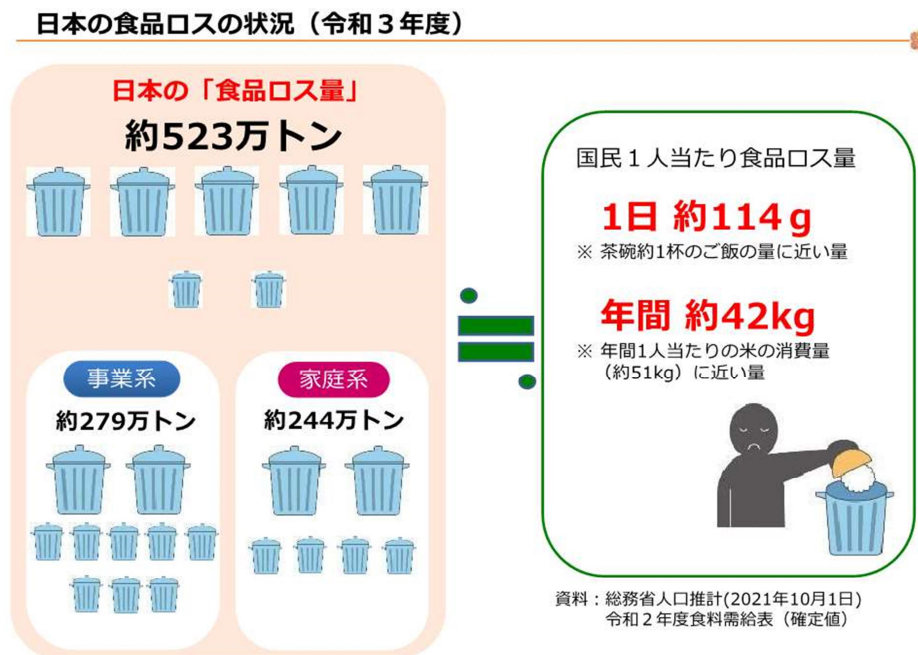 日本の食品ロスの状況（令和３年度）
日本の「食品ロス量」
約523万トン
事業系
約279万トン
家庭系
約244万トン
国民１人当たり食品ロス量
1日 約114ｇ
※ 茶碗約1杯のご飯の量に近い量
年間 約42kg
※ 年間1人当たりの米の消費量
（約51kg）に近い量
資料：総務省人口推計(2021年10月1日)
令和２年度食料需給表（確定値）